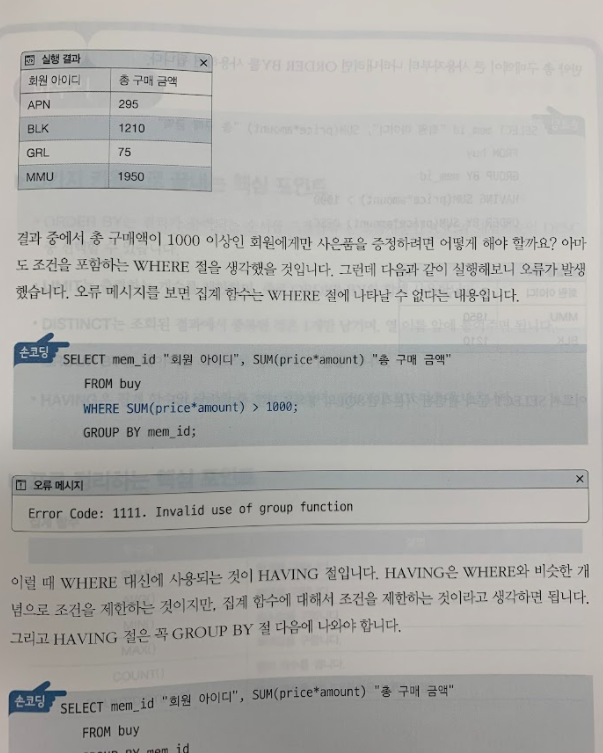 실행 결과
회원 아이디 총 구매 금액
APN 295
BLK 1210
GRL 75
MMU 1950
결과 중에서 총 구매액이 1000 이상인 회원에게만 사은품을 증정하려면 어떻게 해야 할까요? 아마
도 조건을 포함하는 WHERE 절을 생각했을 것입니다. 그런데 다음과 같이 실행해보니 오류가 발생
했습니다. 오류 메시지를 보면 집계 함수는 WHERE 절에 나타날 수 없다는 내용입니다.
손코딩
SELECT mem_id "회원 아이디", SUM(price*amount) "총 구매 금액"
FROM buy
WHERE SUM(price*amount) > 1000;
GROUP BY mem_id;
오류 메시지
Error Code: 1111. Invalid use of group function
이럴 때 WHERE 대신에 사용되는 것이 HAVING 절입니다. HAVING은 WHERE와 비슷한 개
념으로 조건을 제한하는 것이지만, 집계 함수에 대해서 조건을 제한하는 것이라고 생각하면 됩니다.
그리고 HAVING 절은 꼭 GROUP BY 절 다음에 나와야 합니다.
손코딩
SELECT mem_id "회원 아이디", SUM(price*amount) "총 구매 금액"
FROM buy
GROUP BY mem_id